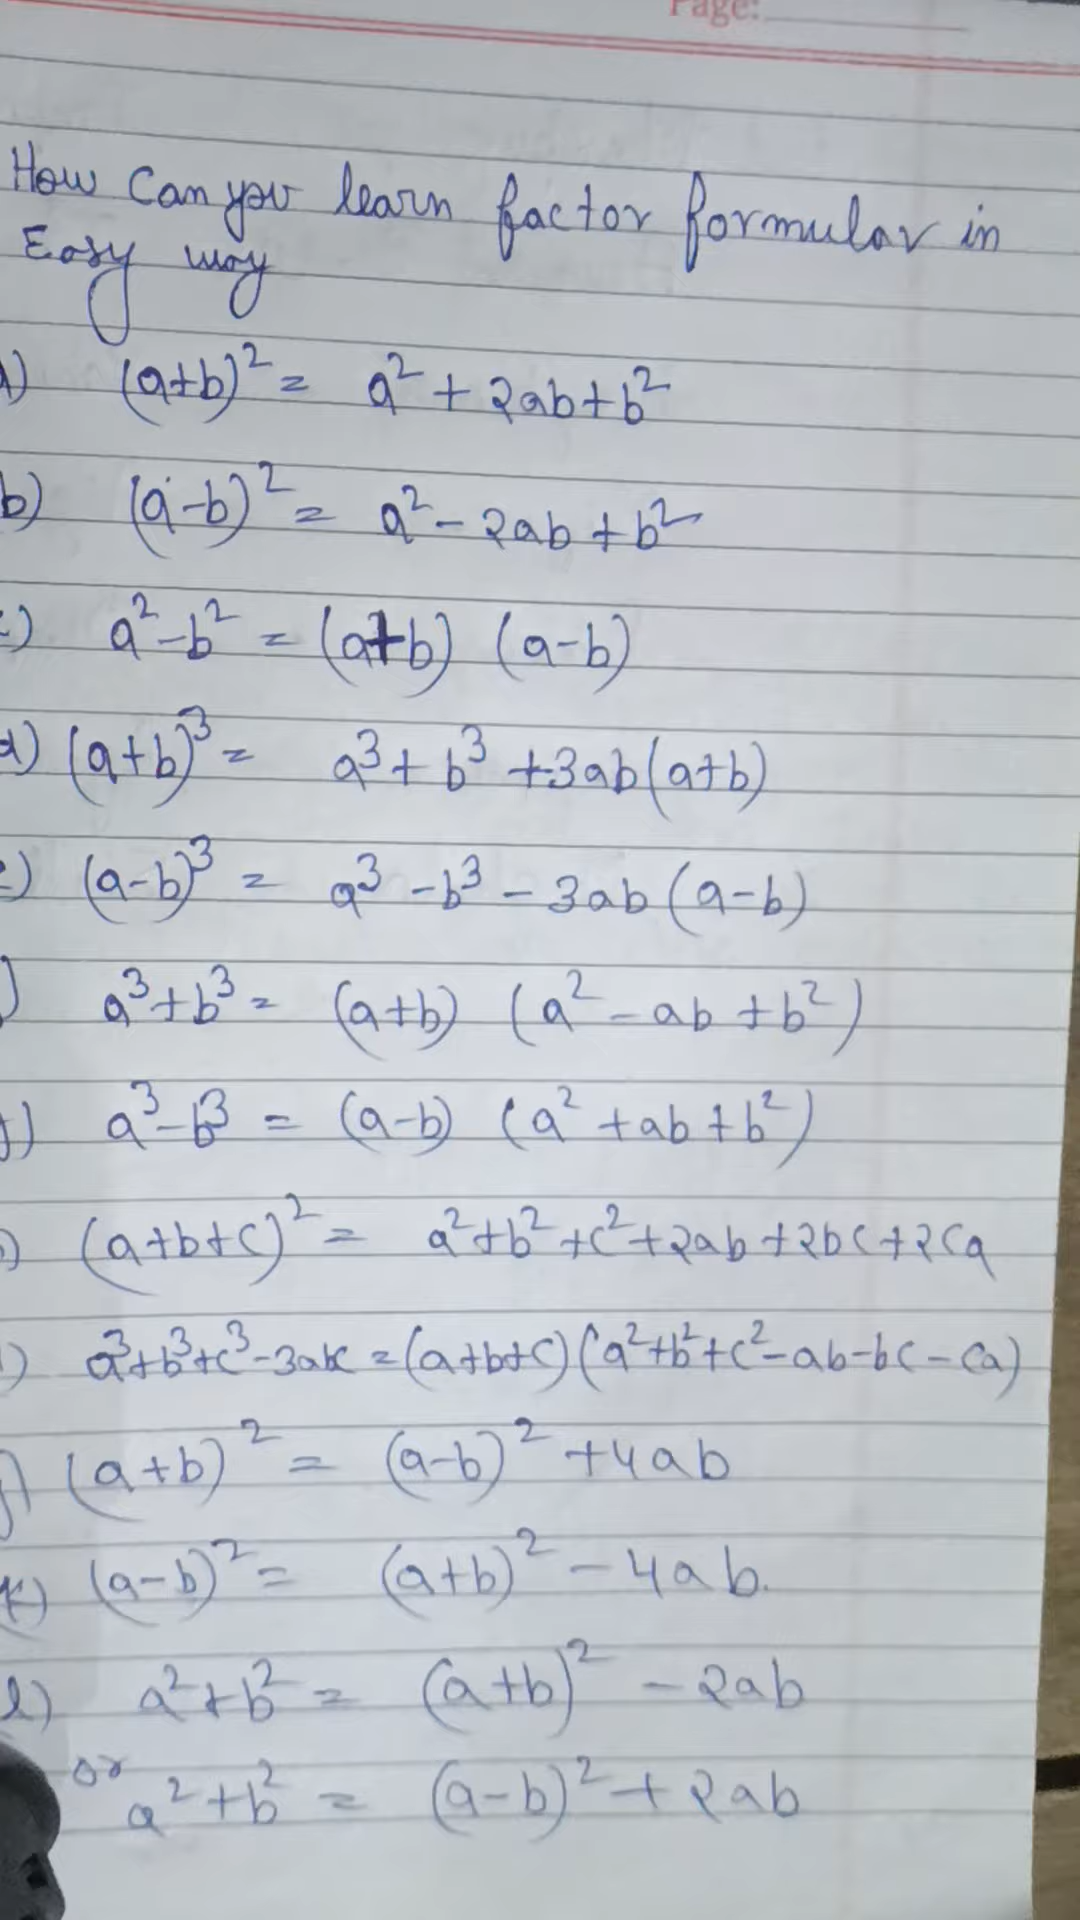 Page:
How Can you learn factor formular in
Easy way
a) (a+b)² = a² + 2ab + b²
b) (a-b)² = a² - 2ab + b²
c) a² - b² = (a+b) (a-b)
d) (a+b)³ = a³ + b³ + 3ab(a+b)
e) (a-b)³ = a³ - b³ - 3ab(a-b)
) a³ + b³ = (a+b) (a² - ab + b²)
g) a³ - b³ = (a-b) (a² + ab + b²)
) (a+b+c)² = a² + b² + c² + 2ab + 2bc + 2ca
) a³ + b³ + c³ - 3abc = (a+b+c) (a² + b² + c² - ab - bc - ca)
j) (a+b)² = (a-b)² + 4ab
k) (a-b)² = (a+b)² - 4ab.
l) a² + b² = (a+b)² - 2ab
or a² + b² = (a-b)² + 2ab